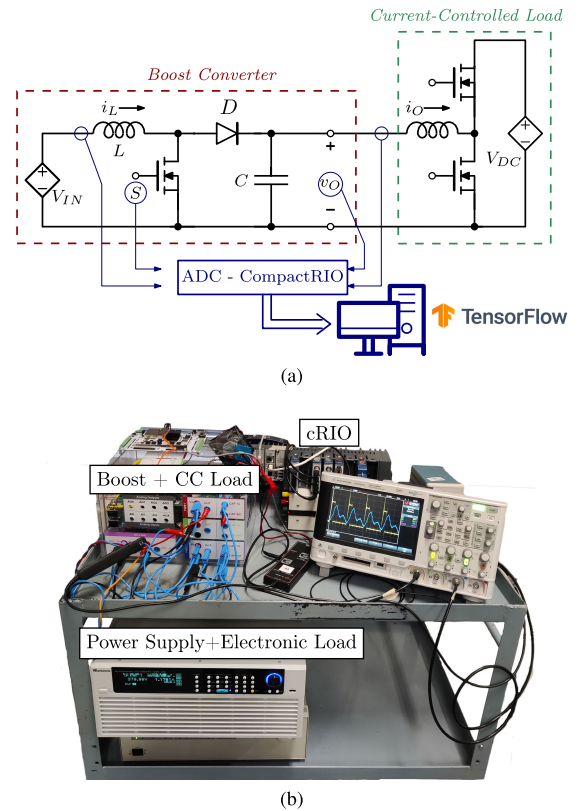 Current-Controlled Load
Boost Converter
i_L
i_O
D
L
V_IN
S
C
+
v_O
−
V_DC
ADC - CompactRIO
TensorFlow
(a)
cRIO
Boost + CC Load
Power Supply+Electronic Load
(b)